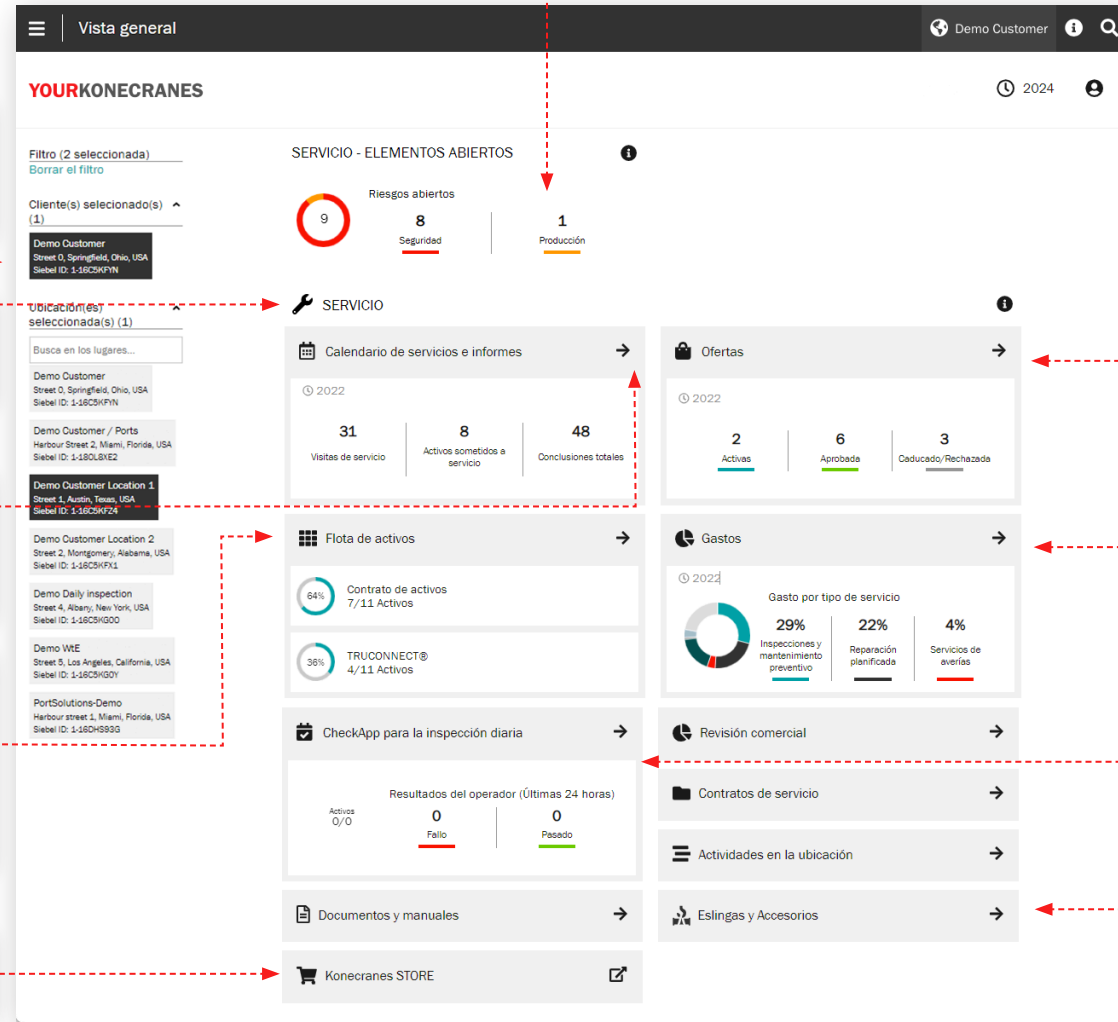 Vista general
Demo Customer
YOURKONECRANES
2024
Filtro (2 seleccionada)
Borrar el filtro
Cliente(s) selecionado(s)
(1)
Demo Customer
Street 0, Springfield, Ohio, USA
Siebel ID: 1-16C5KFYN
Ubicación(es)
seleccionada(s) (1)
Busca en los lugares...
Demo Customer
Street 0, Springfield, Ohio, USA
Siebel ID: 1-16C5KFYN
Demo Customer / Ports
Harbour Street 2, Miami, Florida, USA
Siebel ID: 1-18OL8XE2
Demo Customer Location 1
Street 1, Austin, Texas, USA
Siebel ID: 1-16C5KFZ4
Demo Customer Location 2
Street 2, Montgomery, Alabama, USA
Siebel ID: 1-16C5KFX1
Demo Daily inspection
Street 4, Albany, New York, USA
Siebel ID: 1-16C5KG0O
Demo WtE
Street 5, Los Angeles, California, USA
Siebel ID: 1-16C5KG0Y
PortSolutions-Demo
Harbour street 1, Miami, Florida, USA
Siebel ID: 1-16DHS93G
SERVICIO - ELEMENTOS ABIERTOS
9
Riesgos abiertos
8
Seguridad
1
Producción
SERVICIO
Calendario de servicios e informes
2022
31
Visitas de servicio
8
Activos sometidos a
servicio
48
Conclusiones totales
Ofertas
2022
2
Activas
6
Aprobada
3
Caducado/Rechazada
Flota de activos
64%
Contrato de activos
7/11 Activos
36%
TRUCONNECT®
4/11 Activos
Gastos
2022
Gasto por tipo de servicio
29%
Inspecciones y
mantenimiento
preventivo
22%
Reparación
planificada
4%
Servicios de
averías
CheckApp para la inspección diaria
Activos
0/0
Resultados del operador (Últimas 24 horas)
0
Fallo
0
Pasado
Revisión comercial
Contratos de servicio
Actividades en la ubicación
Documentos y manuales
Eslingas y Accesorios
Konecranes STORE